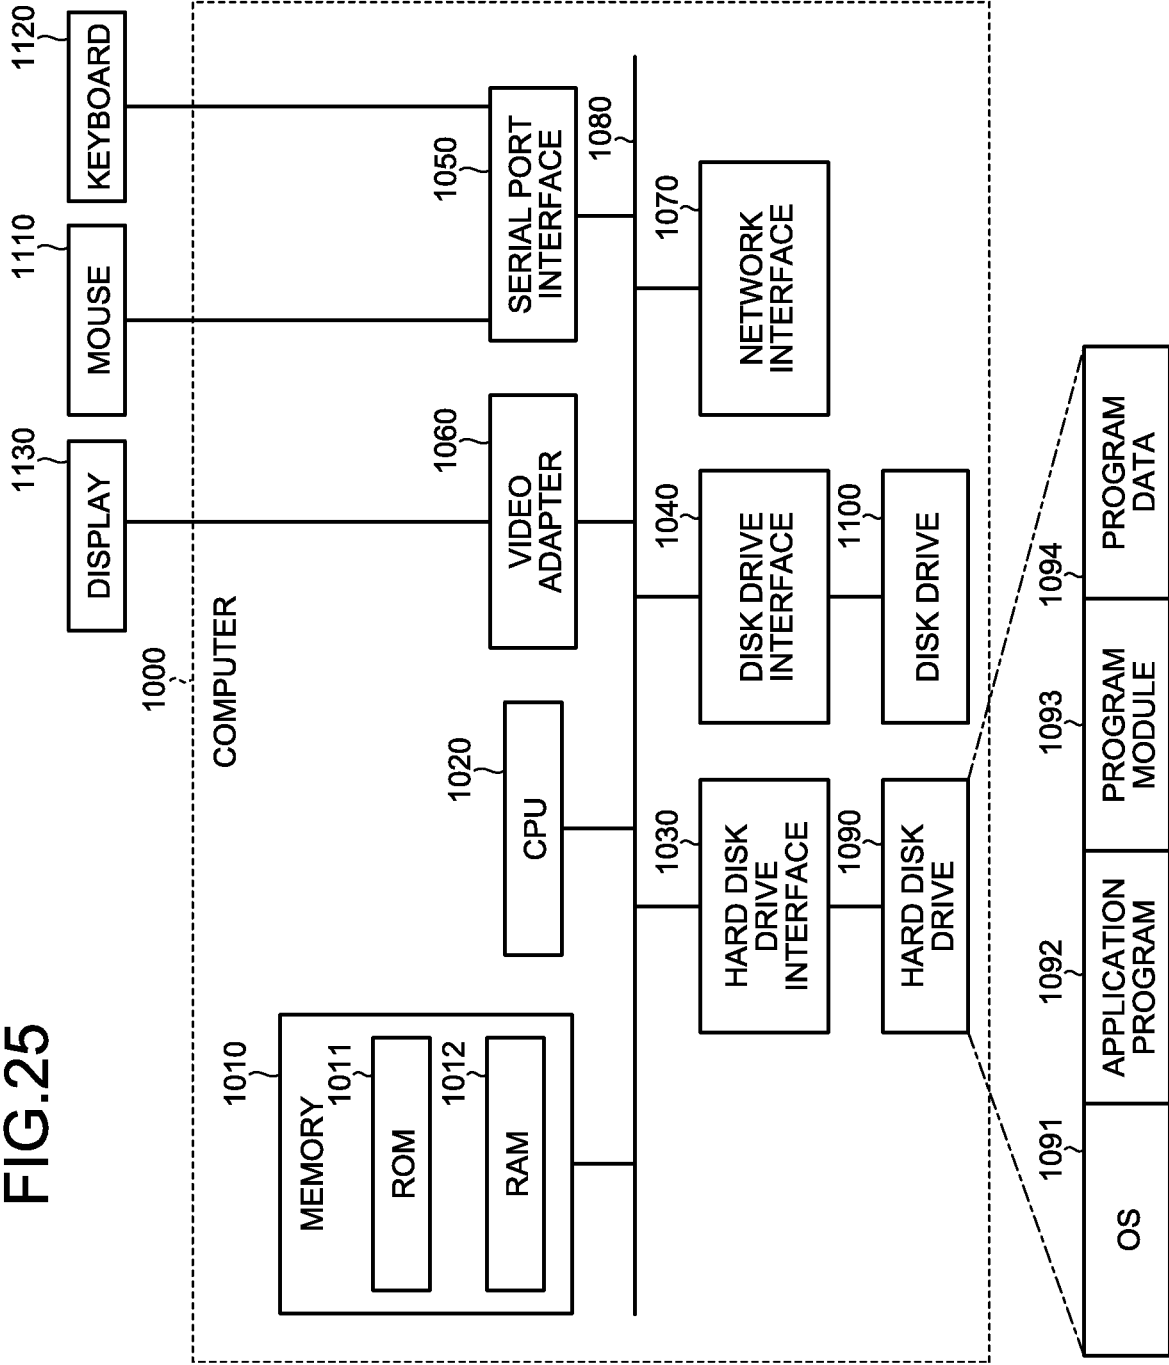 FIG.25
1000
COMPUTER
1130
DISPLAY
1110
MOUSE
1120
KEYBOARD
1010
MEMORY
1011
ROM
1012
RAM
1020
CPU
1060
VIDEO
ADAPTER
1050
SERIAL PORT
INTERFACE
1080
1030
HARD DISK
DRIVE
INTERFACE
1040
DISK DRIVE
INTERFACE
1070
NETWORK
INTERFACE
1090
HARD DISK
DRIVE
1100
DISK DRIVE
1091
OS
1092
APPLICATION
PROGRAM
1093
PROGRAM
MODULE
1094
PROGRAM
DATA